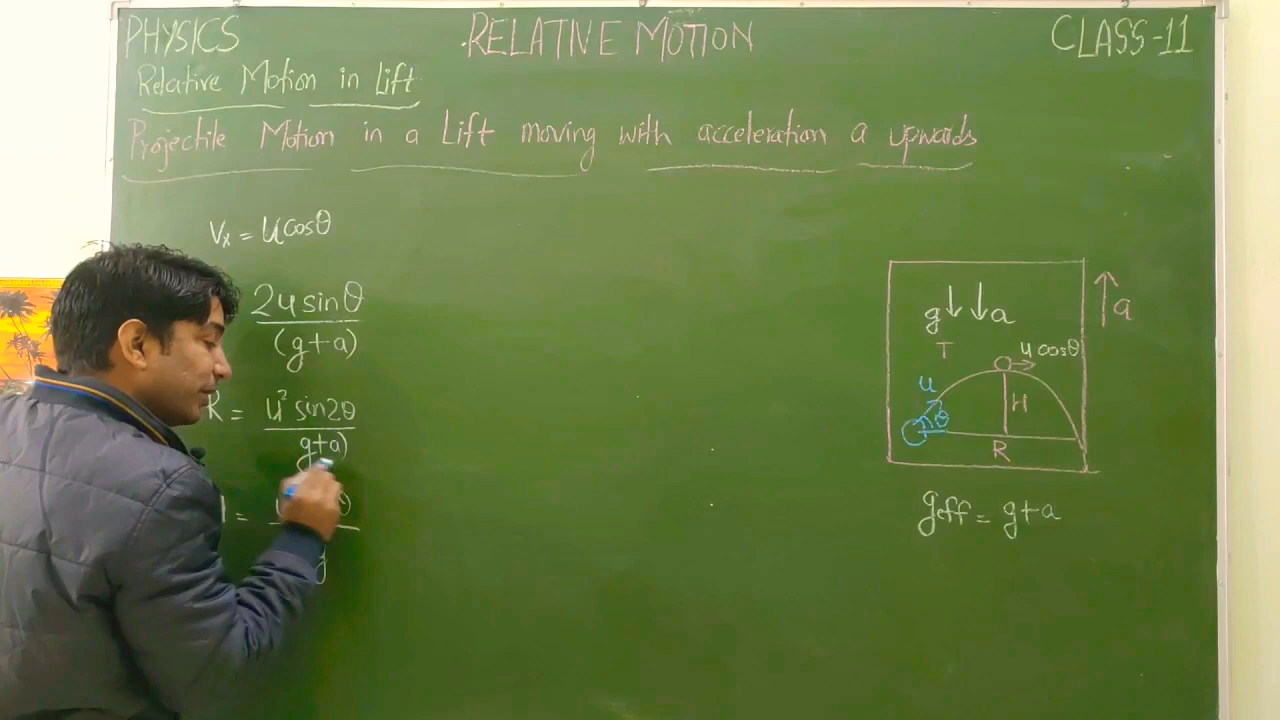 PHYSICS
RELATIVE MOTION
CLASS-11
Relative Motion in Lift
Projectile Motion in a Lift moving with acceleration a upwards
Vx = u cosθ
2u sinθ
(g+a)
R = u² sin2θ
g+a)
=
g
g a
a
T
u cosθ
u
θ
H
R
geff = g+a